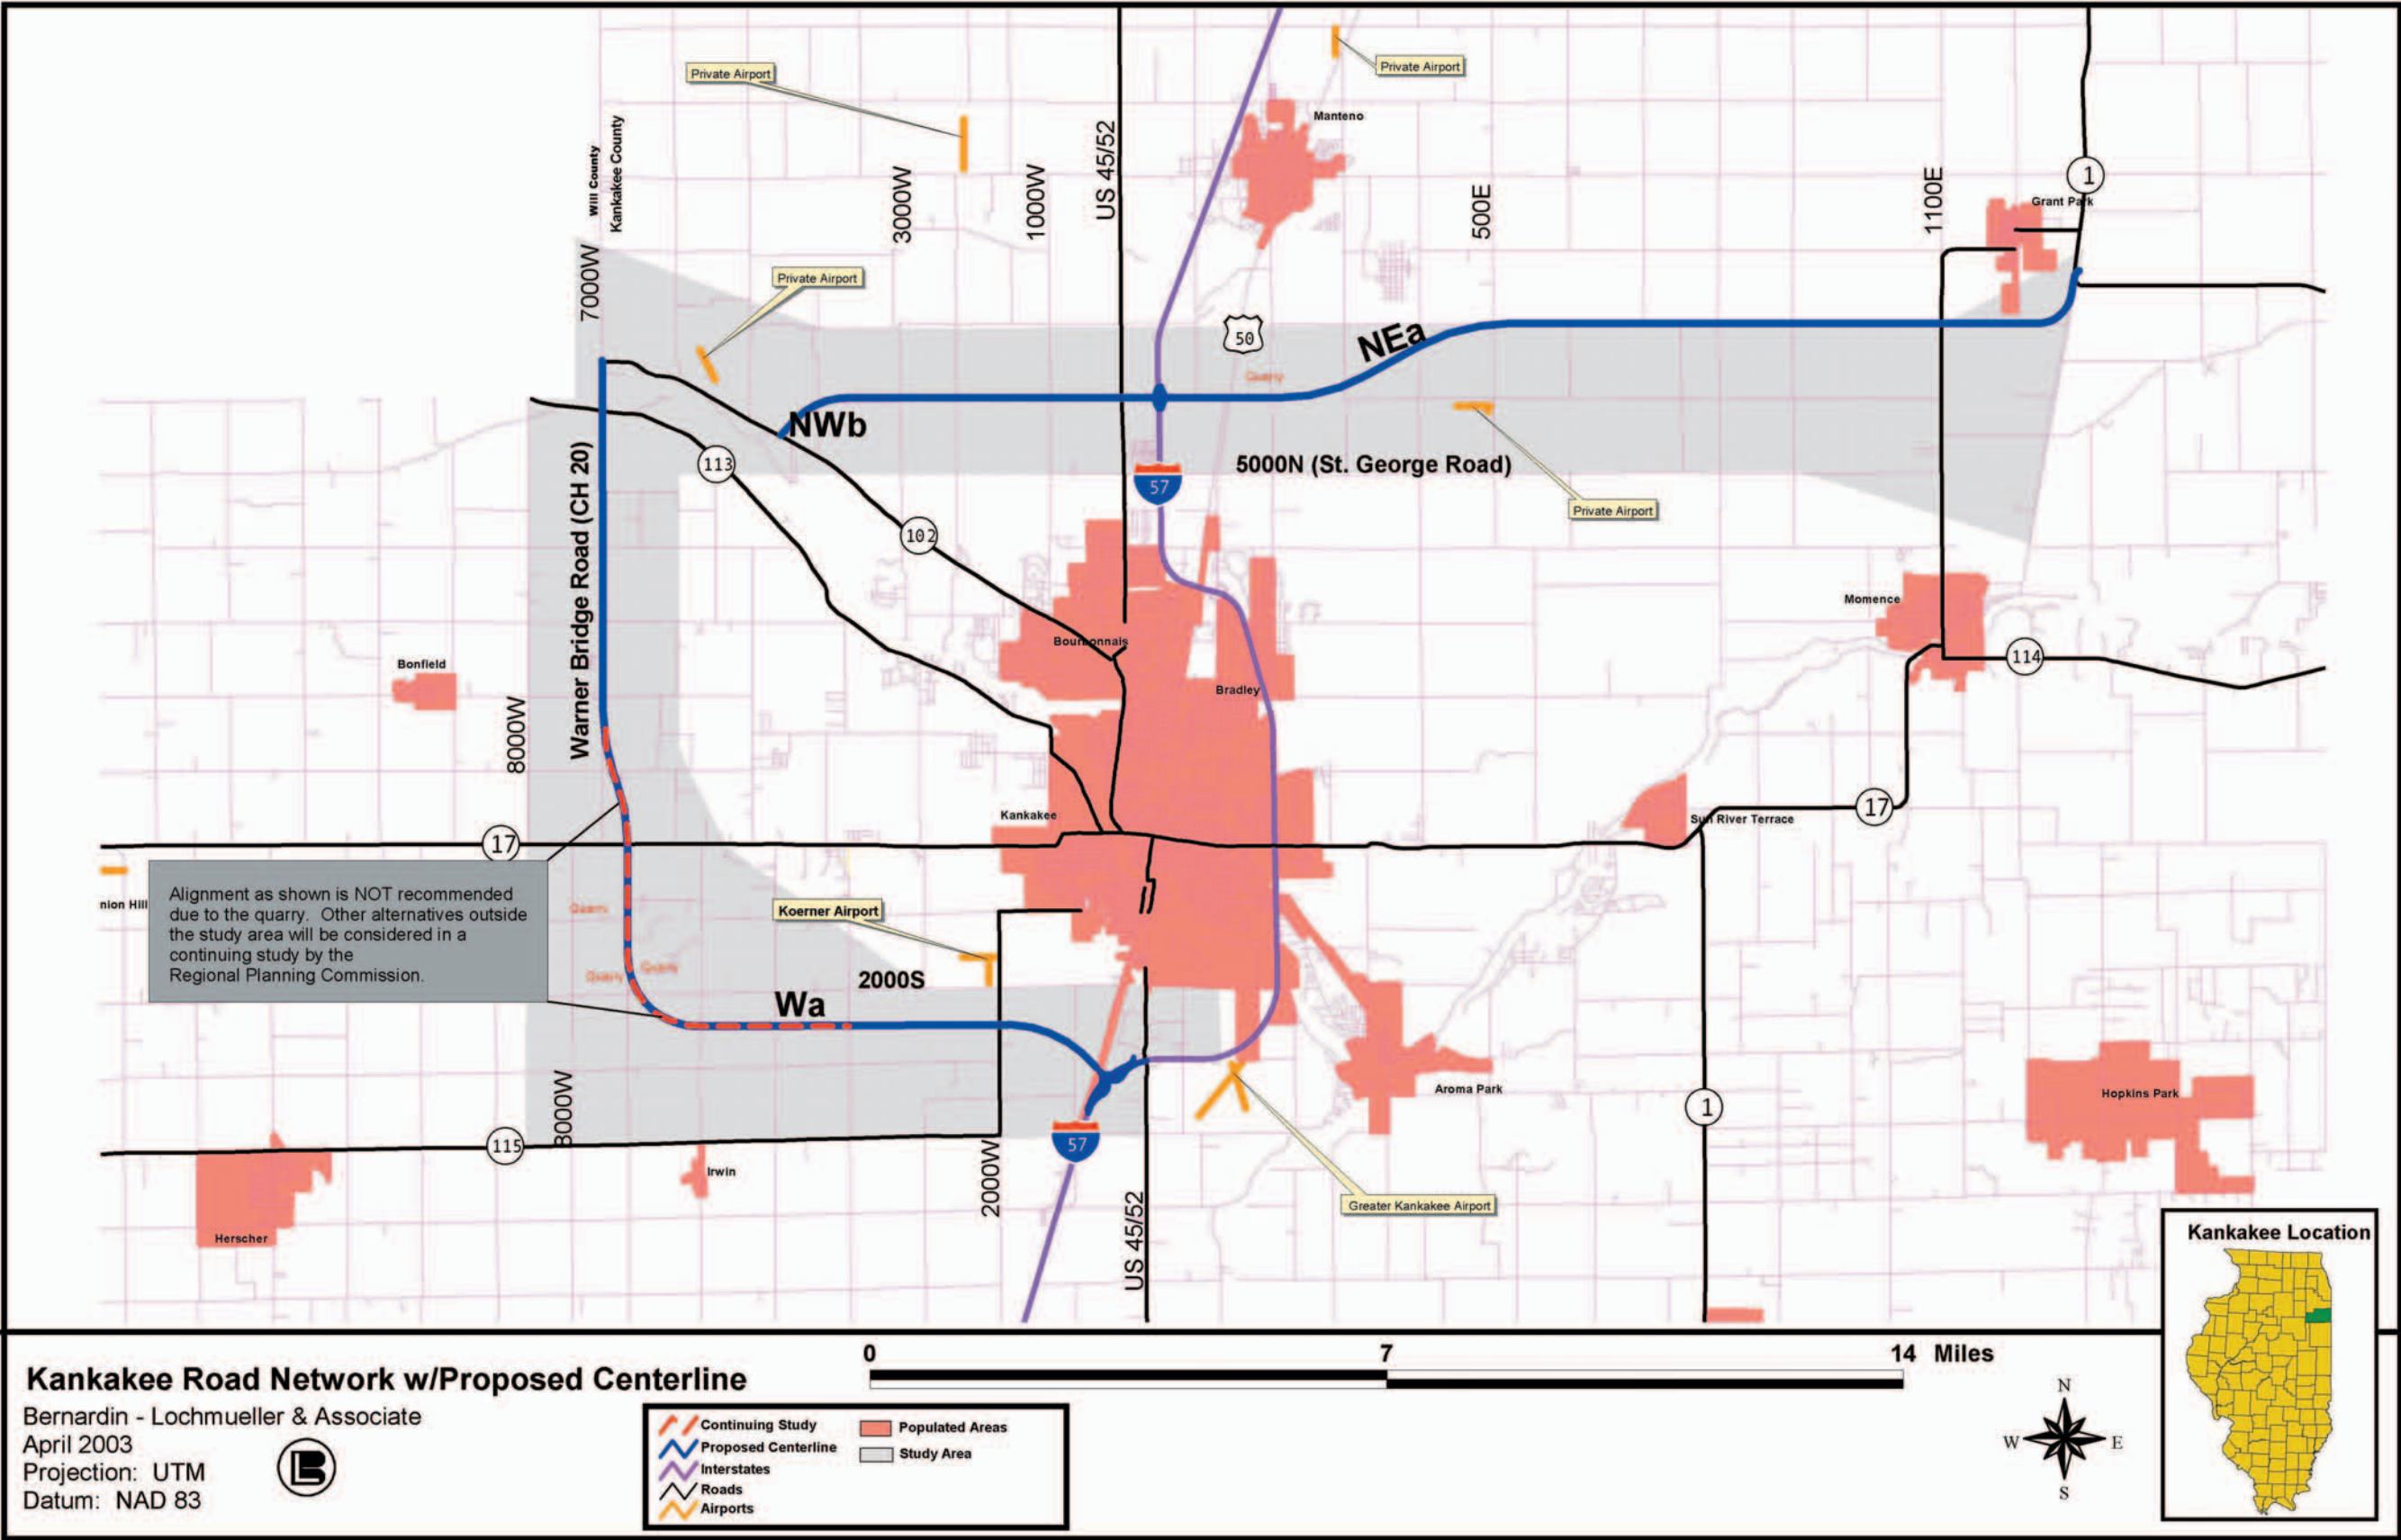 Private Airport
Private Airport
Manteno
Will County
Kankakee County
US 45/52
3000W
1000W
500E
1100E
1
Grant Park
7000W
Private Airport
50
NEa
Quarry
NWb
113
5000N (St. George Road)
57
Private Airport
102
Warner Bridge Road (CH 20)
Momence
Bourbonnais
114
Bonfield
Bradley
8000W
17
Kankakee
Sun River Terrace
17
Alignment as shown is NOT recommended
due to the quarry. Other alternatives outside
the study area will be considered in a
continuing study by the
Regional Planning Commission.
nion Hill
Quarry
Koerner Airport
Quarry
Quarry
2000S
Wa
Aroma Park
Hopkins Park
1
8000W
57
115
2000W
Irwin
US 45/52
Greater Kankakee Airport
Herscher
Kankakee Location
0 7 14 Miles
Kankakee Road Network w/Proposed Centerline
Bernardin - Lochmueller & Associate
April 2003
Projection: UTM
Datum: NAD 83
Continuing Study
Proposed Centerline
Interstates
Roads
Airports
Populated Areas
Study Area
N
W E
S